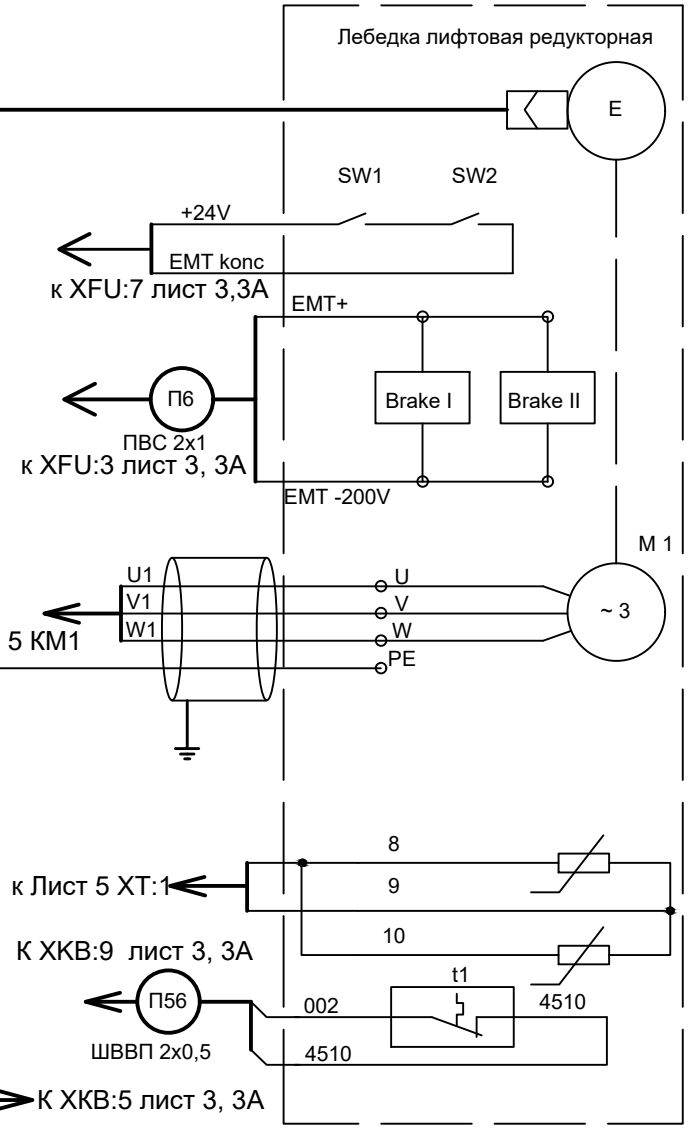 Лебедка лифтовая редукторная
E
SW1
SW2
+24V
EMT konc
к XFU:7 лист 3,3А
EMT+
П6
Brake I
Brake II
ПВС 2х1
к XFU:3 лист 3, 3А
EMT -200V
M 1
U1
U
V1
V
~ 3
5 КМ1
W1
W
PE
8
к Лист 5 XT:1
9
10
К ХКВ:9 лист 3, 3А
t1
П56
002
4510
ШВВП 2х0,5
4510
К ХКВ:5 лист 3, 3А